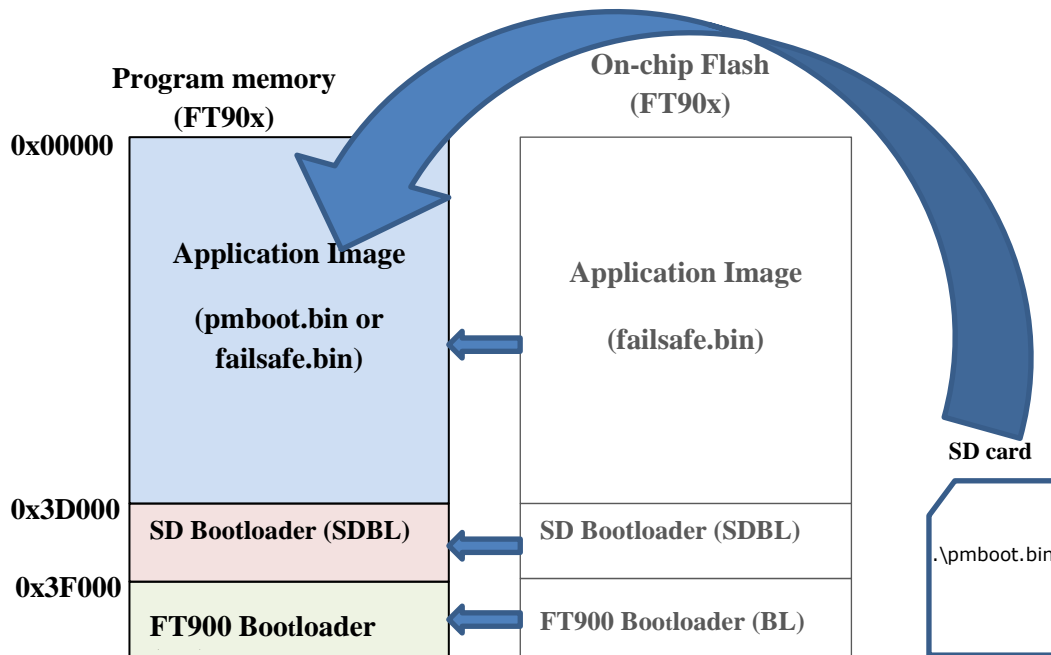 Program memory
(FT90x)
On-chip Flash
(FT90x)
0x00000
Application Image
(pmboot.bin or
failsafe.bin)
Application Image
(failsafe.bin)
SD card
0x3D000
SD Bootloader (SDBL)
SD Bootloader (SDBL)
.\pmboot.bin
0x3F000
FT900 Bootloader
FT900 Bootloader (BL)